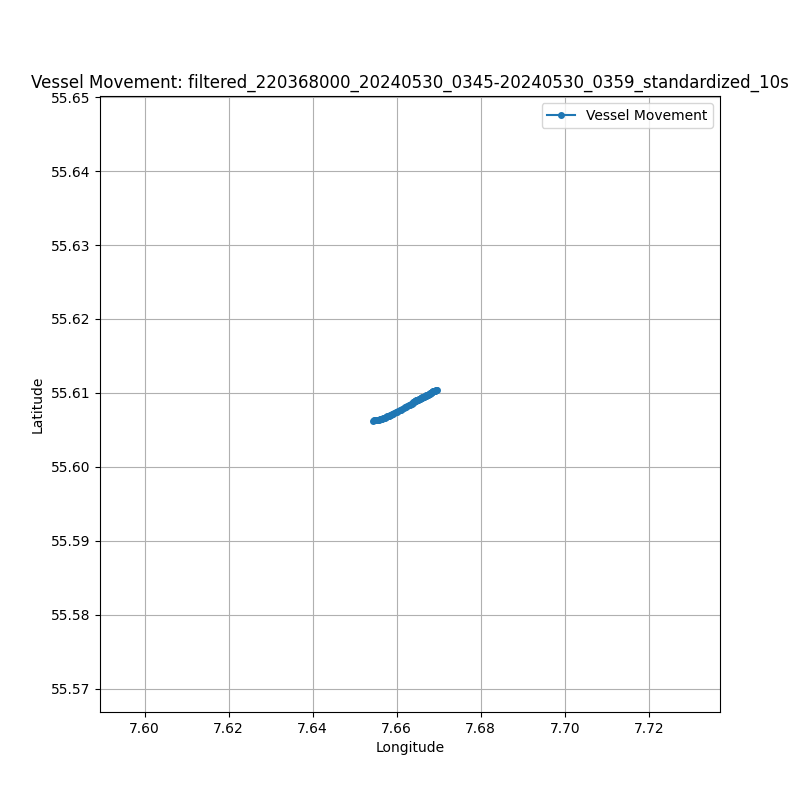 Vessel Movement: filtered_220368000_20240530_0345-20240530_0359_standardized_10s
Vessel Movement
55.65
55.64
55.63
55.62
55.61
55.60
55.59
55.58
55.57
Latitude
7.60 7.62 7.64 7.66 7.68 7.70 7.72
Longitude